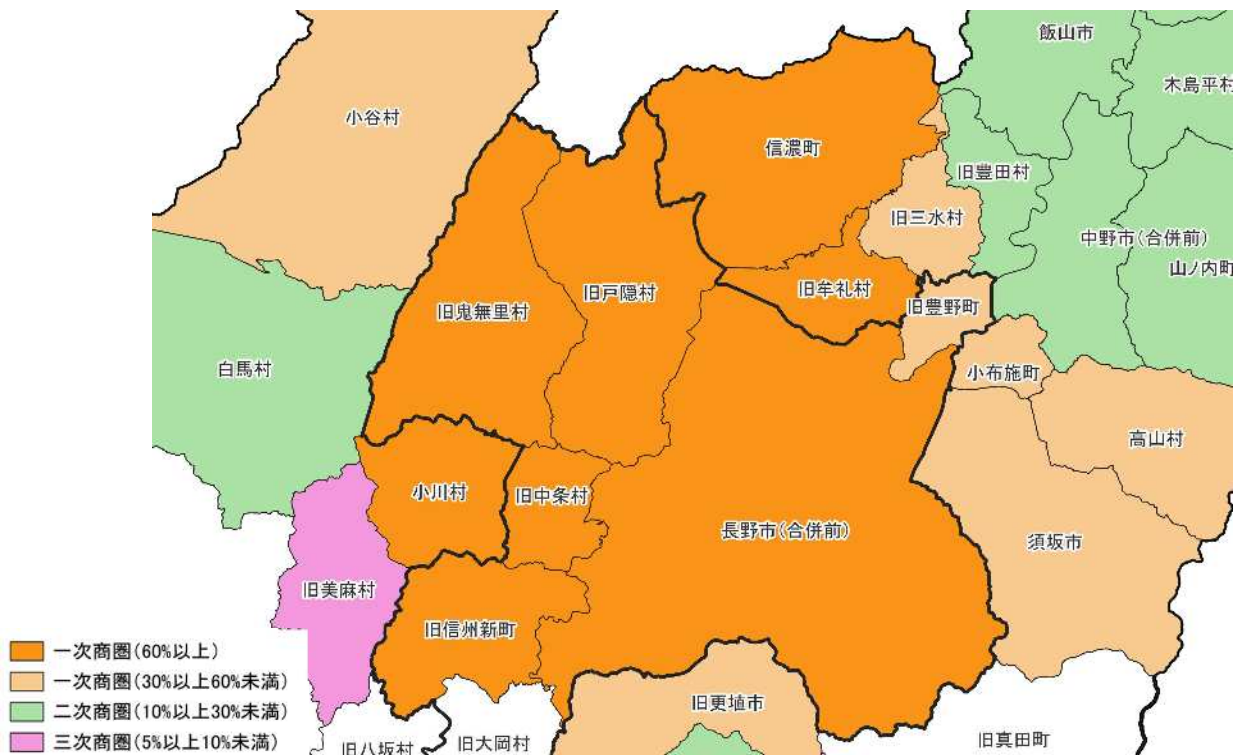 飯山市
木島平村
小谷村
信濃町
旧豊田村
旧三水村
中野市(合併前)
山ノ内町
旧牟礼村
旧戸隠村
旧鬼無里村
旧豊野町
白馬村
小布施町
高山村
小川村
旧中条村
長野市(合併前)
須坂市
旧美麻村
旧信州新町
一次商圏(60%以上)
一次商圏(30%以上60%未満)
旧更埴市
二次商圏(10%以上30%未満)
三次商圏(5%以上10%未満)
旧八坂村
旧大岡村
旧真田町